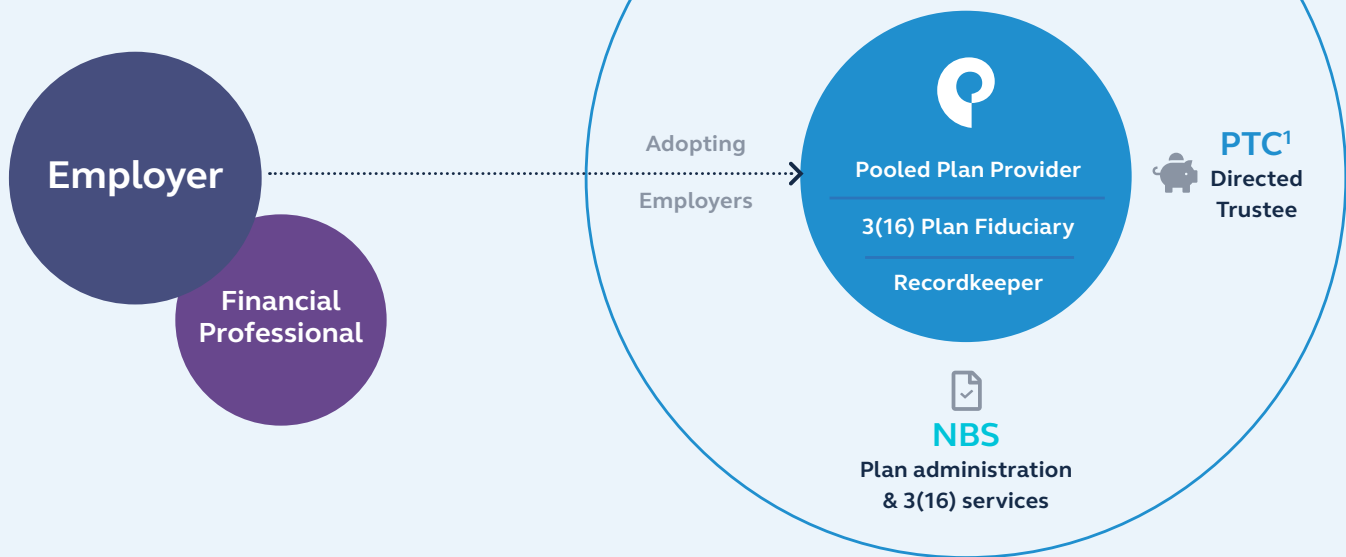 Employer
Financial
Professional
Adopting
Employers
Pooled Plan Provider
3(16) Plan Fiduciary
Recordkeeper
PTC¹
Directed
Trustee
NBS
Plan administration
& 3(16) services